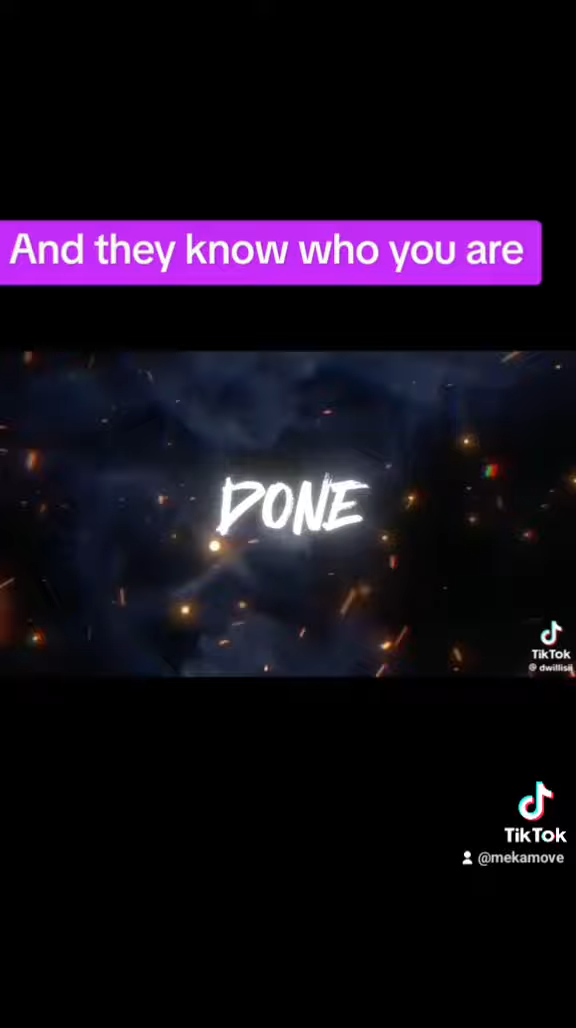 And they know who you are
DONE
TikTok
@dwillisii
TikTok
@mekamove